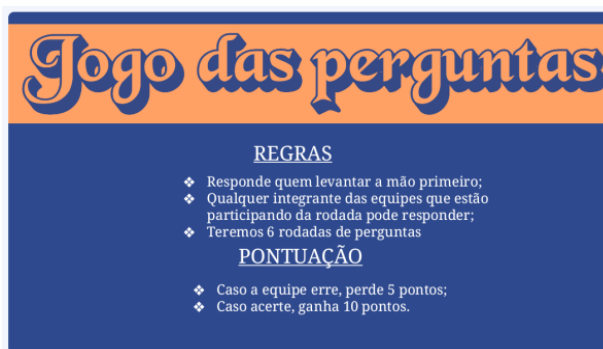 Jogo das perguntas
REGRAS
❖ Responde quem levantar a mão primeiro;
❖ Qualquer integrante das equipes que estão
participando da rodada pode responder;
❖ Teremos 6 rodadas de perguntas
PONTUAÇÃO
❖ Caso a equipe erre, perde 5 pontos;
❖ Caso acerte, ganha 10 pontos.